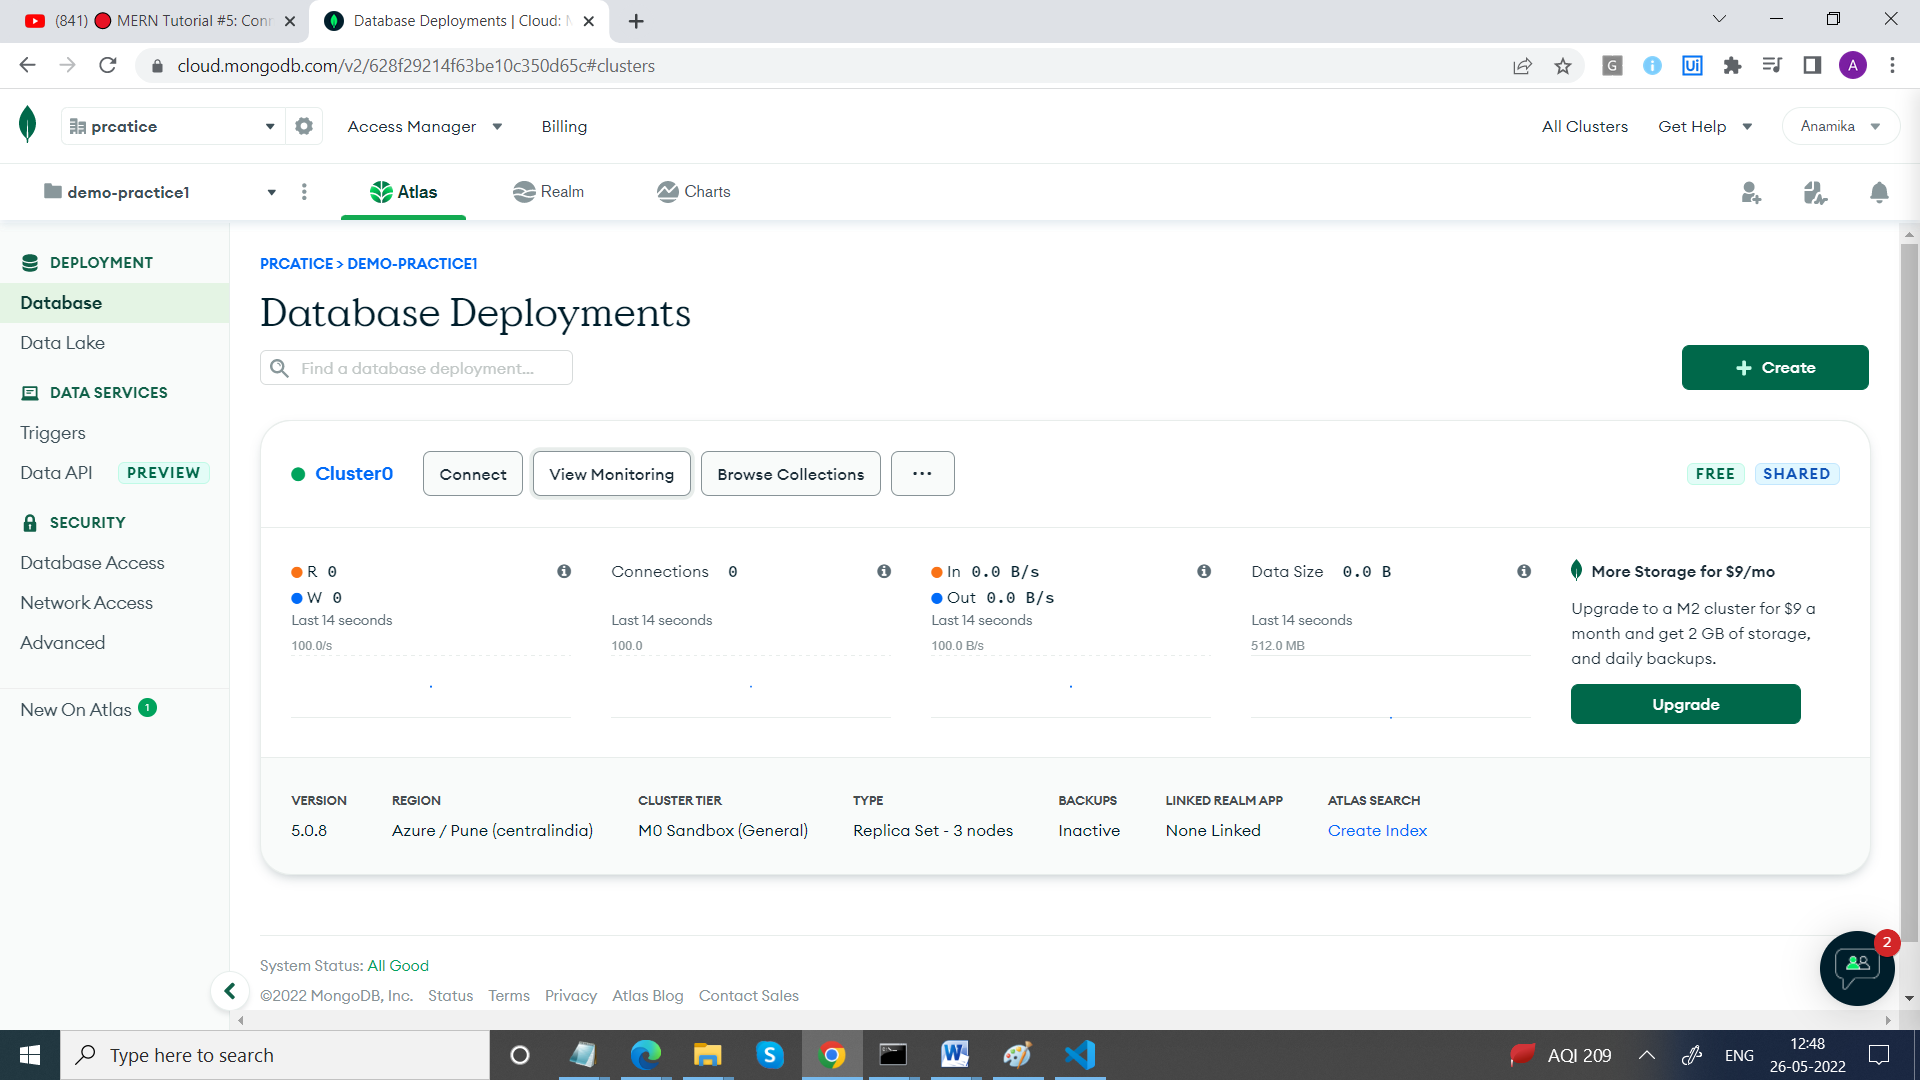 (841) 🔴 MERN Tutorial #5: Conn
Database Deployments | Cloud: M
cloud.mongodb.com/v2/628f29214f63be10c350d65c#clusters
G
Ui
A
prcatice
Access Manager
Billing
All Clusters
Get Help
Anamika
demo-practice1
Atlas
Realm
Charts
DEPLOYMENT
Database
Data Lake
DATA SERVICES
Triggers
Data API PREVIEW
SECURITY
Database Access
Network Access
Advanced
New On Atlas 1
PRCATICE > DEMO-PRACTICE1
Database Deployments
Find a database deployment...
+ Create
Cluster0
Connect
View Monitoring
Browse Collections
...
FREE
SHARED
R 0
W 0
Last 14 seconds
100.0/s
Connections 0
Last 14 seconds
100.0
In 0.0 B/s
Out 0.0 B/s
Last 14 seconds
100.0 B/s
Data Size 0.0 B
Last 14 seconds
512.0 MB
More Storage for $9/mo
Upgrade to a M2 cluster for $9 a
month and get 2 GB of storage,
and daily backups.
Upgrade
VERSION
5.0.8
REGION
Azure / Pune (centralindia)
CLUSTER TIER
M0 Sandbox (General)
TYPE
Replica Set - 3 nodes
BACKUPS
Inactive
LINKED REALM APP
None Linked
ATLAS SEARCH
Create Index
System Status: All Good
©2022 MongoDB, Inc. Status Terms Privacy Atlas Blog Contact Sales
2
Type here to search
AQI 209
ENG
12:48
26-05-2022